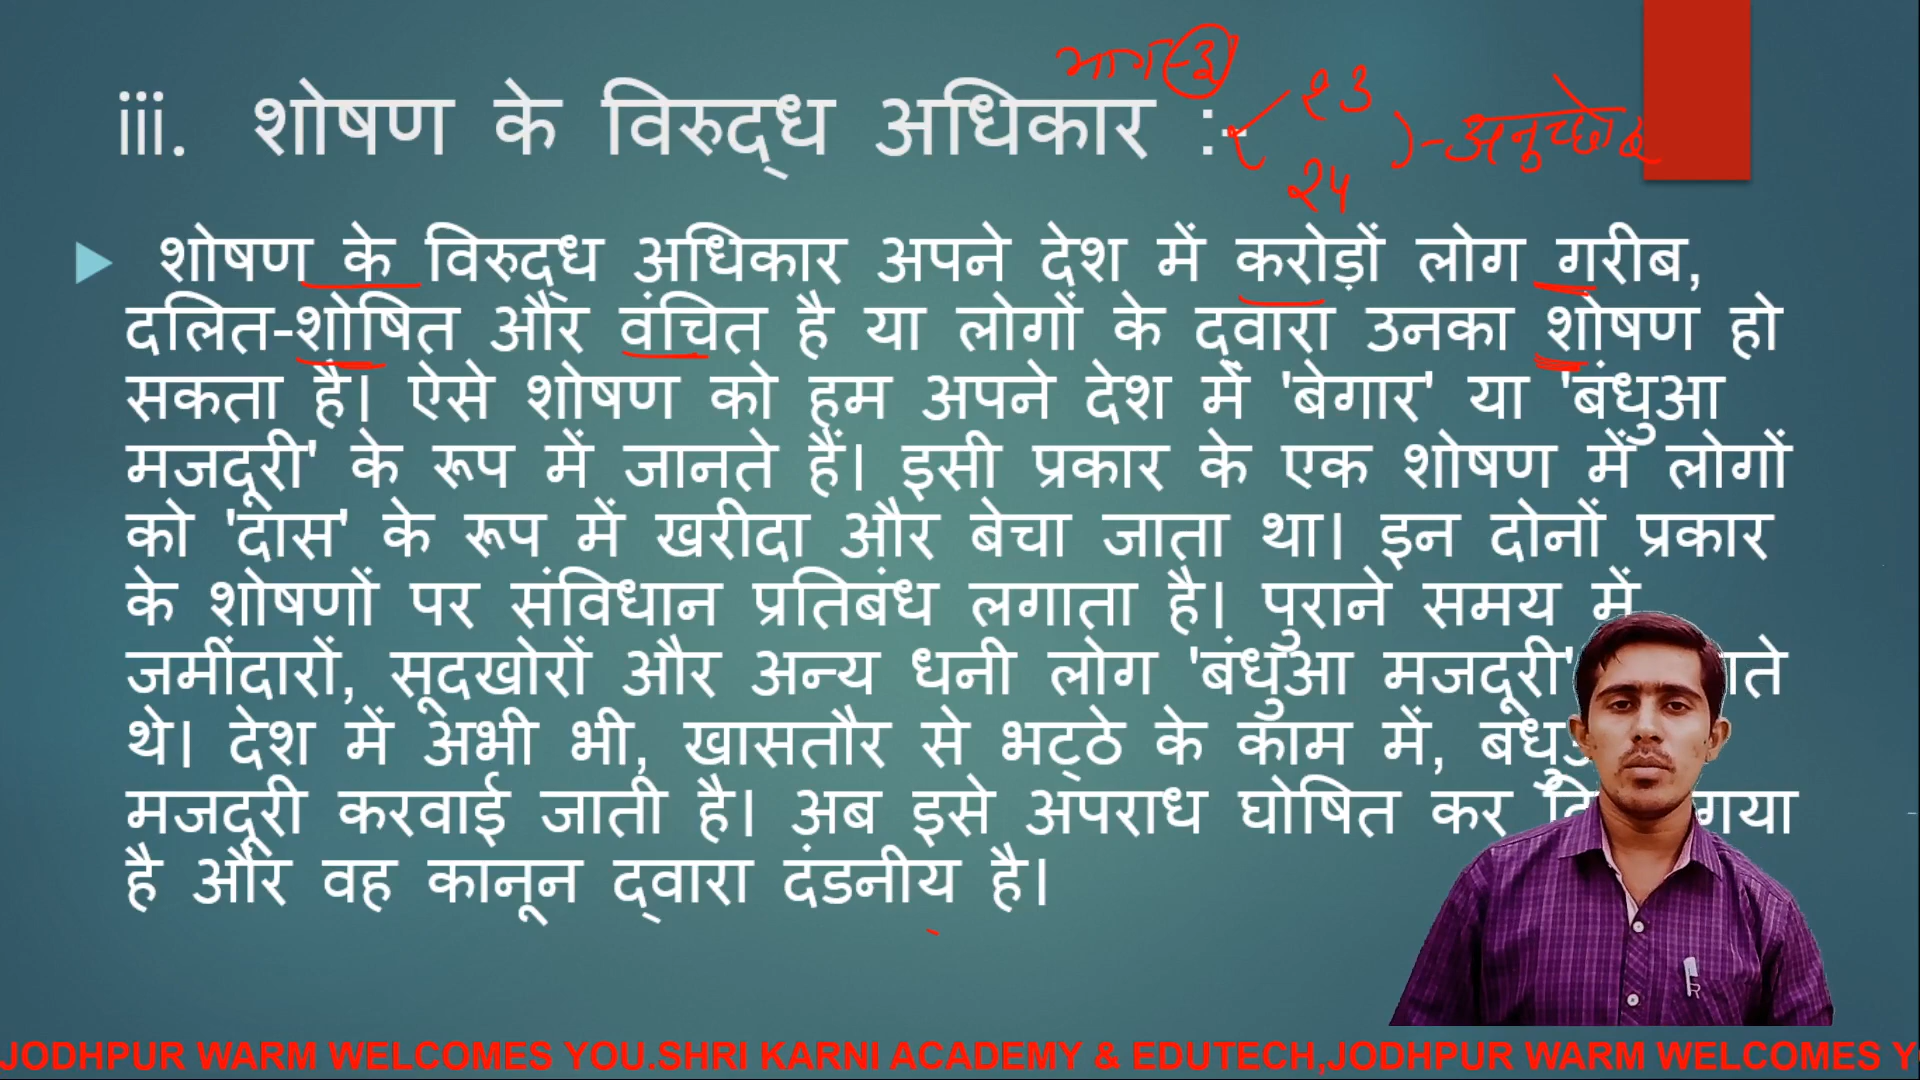 भाग-3
iii. शोषण के विरुद्ध अधिकार :-
23
24
)-अनुच्छेद
शोषण के विरुद्ध अधिकार अपने देश में करोड़ों लोग गरीब,
दलित-शोषित और वंचित है या लोगों के द्वारा उनका शोषण हो
सकता है। ऐसे शोषण को हम अपने देश में 'बेगार' या 'बंधुआ
मजदूरी' के रूप में जानते हैं। इसी प्रकार के एक शोषण में लोगों
को 'दास' के रूप में खरीदा और बेचा जाता था। इन दोनों प्रकार
के शोषणों पर संविधान प्रतिबंध लगाता है। पुराने समय में
जमींदारों, सूदखोरों और अन्य धनी लोग 'बंधुआ मजदूरी'
थे। देश में अभी भी, खासतौर से भट्ठे के काम में,
मजदूरी करवाई जाती है। अब इसे अपराध घोषित कर गया
है और वह कानून द्वारा दंडनीय है।
JODHPUR WARM WELCOMES YOU.SHRI KARNI ACADEMY & EDUTECH,JODHPUR WARM WELCOMES